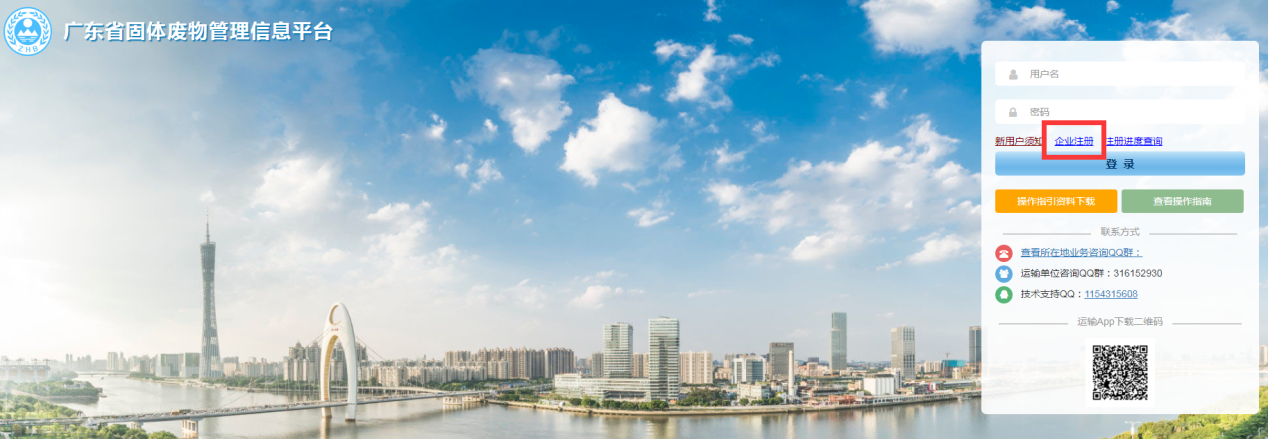 广东省固体废物管理信息平台
ZHB
用户名
密码
新用户须知 企业注册 注册进度查询
登 录
操作指引资料下载 查看操作指南
联系方式
查看所在地业务咨询QQ群：
运输单位咨询QQ群：316152930
技术支持QQ：1154315608
运输App下载二维码